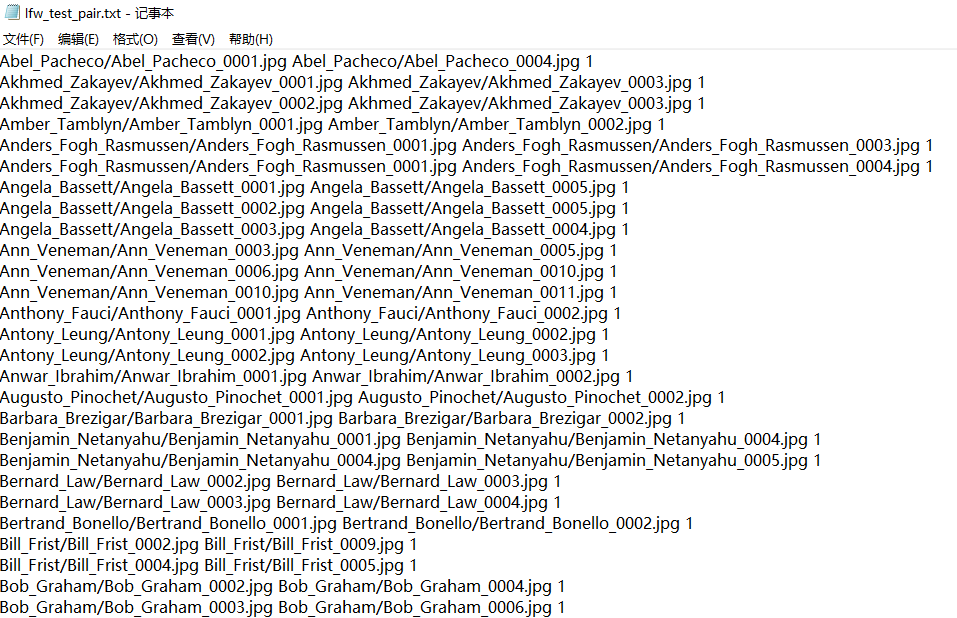 lfw_test_pair.txt - 记事本
文件(F) 编辑(E) 格式(O) 查看(V) 帮助(H)
Abel_Pacheco/Abel_Pacheco_0001.jpg Abel_Pacheco/Abel_Pacheco_0004.jpg 1
Akhmed_Zakayev/Akhmed_Zakayev_0001.jpg Akhmed_Zakayev/Akhmed_Zakayev_0003.jpg 1
Akhmed_Zakayev/Akhmed_Zakayev_0002.jpg Akhmed_Zakayev/Akhmed_Zakayev_0003.jpg 1
Amber_Tamblyn/Amber_Tamblyn_0001.jpg Amber_Tamblyn/Amber_Tamblyn_0002.jpg 1
Anders_Fogh_Rasmussen/Anders_Fogh_Rasmussen_0001.jpg Anders_Fogh_Rasmussen/Anders_Fogh_Rasmussen_0003.jpg 1
Anders_Fogh_Rasmussen/Anders_Fogh_Rasmussen_0001.jpg Anders_Fogh_Rasmussen/Anders_Fogh_Rasmussen_0004.jpg 1
Angela_Bassett/Angela_Bassett_0001.jpg Angela_Bassett/Angela_Bassett_0005.jpg 1
Angela_Bassett/Angela_Bassett_0002.jpg Angela_Bassett/Angela_Bassett_0005.jpg 1
Angela_Bassett/Angela_Bassett_0003.jpg Angela_Bassett/Angela_Bassett_0004.jpg 1
Ann_Veneman/Ann_Veneman_0003.jpg Ann_Veneman/Ann_Veneman_0005.jpg 1
Ann_Veneman/Ann_Veneman_0006.jpg Ann_Veneman/Ann_Veneman_0010.jpg 1
Ann_Veneman/Ann_Veneman_0010.jpg Ann_Veneman/Ann_Veneman_0011.jpg 1
Anthony_Fauci/Anthony_Fauci_0001.jpg Anthony_Fauci/Anthony_Fauci_0002.jpg 1
Antony_Leung/Antony_Leung_0001.jpg Antony_Leung/Antony_Leung_0002.jpg 1
Antony_Leung/Antony_Leung_0002.jpg Antony_Leung/Antony_Leung_0003.jpg 1
Anwar_Ibrahim/Anwar_Ibrahim_0001.jpg Anwar_Ibrahim/Anwar_Ibrahim_0002.jpg 1
Augusto_Pinochet/Augusto_Pinochet_0001.jpg Augusto_Pinochet/Augusto_Pinochet_0002.jpg 1
Barbara_Brezigar/Barbara_Brezigar_0001.jpg Barbara_Brezigar/Barbara_Brezigar_0002.jpg 1
Benjamin_Netanyahu/Benjamin_Netanyahu_0001.jpg Benjamin_Netanyahu/Benjamin_Netanyahu_0004.jpg 1
Benjamin_Netanyahu/Benjamin_Netanyahu_0004.jpg Benjamin_Netanyahu/Benjamin_Netanyahu_0005.jpg 1
Bernard_Law/Bernard_Law_0002.jpg Bernard_Law/Bernard_Law_0003.jpg 1
Bernard_Law/Bernard_Law_0003.jpg Bernard_Law/Bernard_Law_0004.jpg 1
Bertrand_Bonello/Bertrand_Bonello_0001.jpg Bertrand_Bonello/Bertrand_Bonello_0002.jpg 1
Bill_Frist/Bill_Frist_0002.jpg Bill_Frist/Bill_Frist_0009.jpg 1
Bill_Frist/Bill_Frist_0004.jpg Bill_Frist/Bill_Frist_0005.jpg 1
Bob_Graham/Bob_Graham_0002.jpg Bob_Graham/Bob_Graham_0004.jpg 1
Bob_Graham/Bob_Graham_0003.jpg Bob_Graham/Bob_Graham_0006.jpg 1